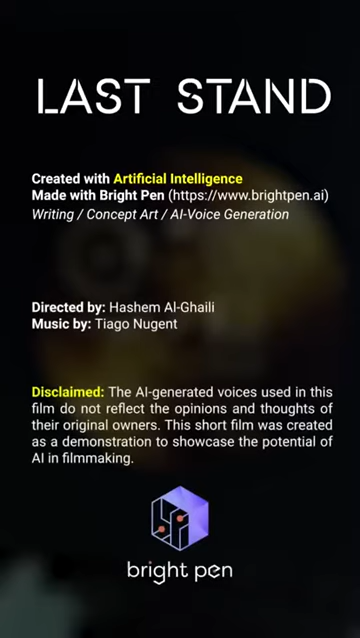 LAST STAND
Created with Artificial Intelligence
Made with Bright Pen (https://www.brightpen.ai)
Writing / Concept Art / AI-Voice Generation
Directed by: Hashem Al-Ghaili
Music by: Tiago Nugent
Disclaimed: The AI-generated voices used in this
film do not reflect the opinions and thoughts of
their original owners. This short film was created
as a demonstration to showcase the potential of
AI in filmmaking.
bright pen